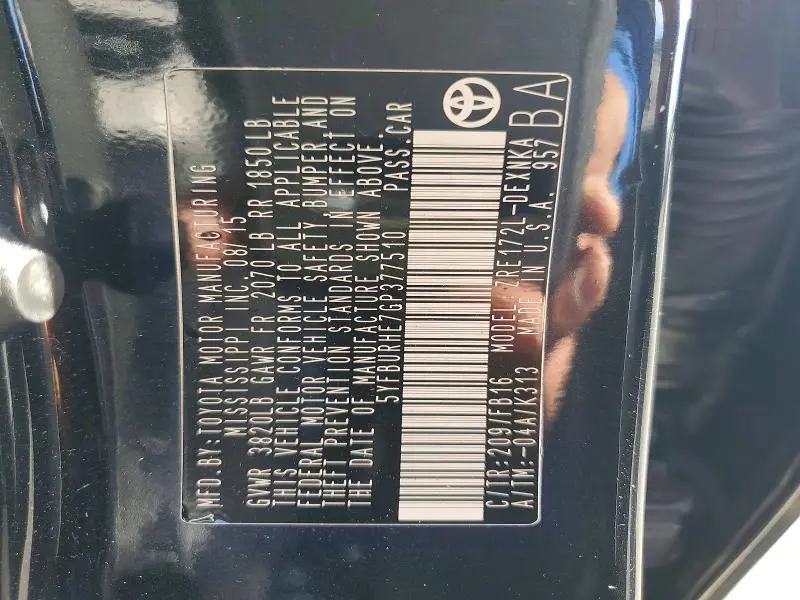 MFD.BY:TOYOTA MOTOR MANUFACTURING
MISSISSIPPI INC. 08/15
GVWR 3820LB GAWR FR 2070 LB RR 1850LB
THIS VEHICLE CONFORMS TO ALL APPLICABLE
FEDERAL MOTOR VEHICLE SAFETY BUMPER,AND
THEFT PREVENTION STANDARDS IN EFFECT ON
THE DATE OF MANUFACTURE SHOWN ABOVE.
5YFBURHE7GP377510 PASS.CAR
C/TR:209/FB16 MODEL:ZRE172L-DEXNKA
A/TM:-04A/K313 MADE IN U.S.A. 957 BA